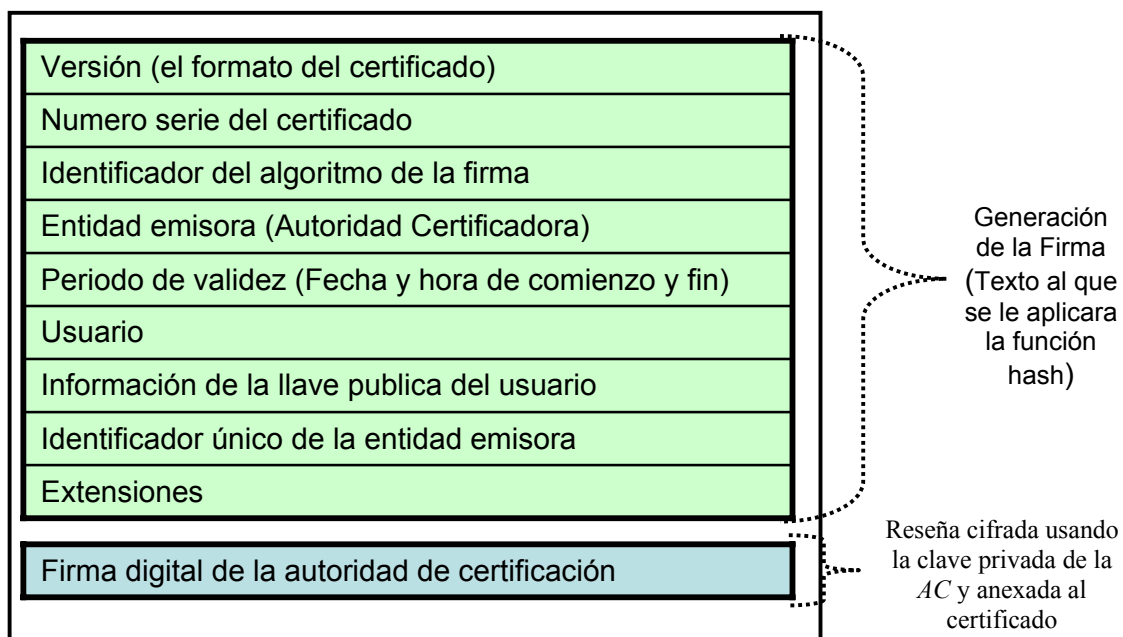 Versión (el formato del certificado)
Numero serie del certificado
Identificador del algoritmo de la firma
Entidad emisora (Autoridad Certificadora)
Periodo de validez (Fecha y hora de comienzo y fin)
Usuario
Información de la llave publica del usuario
Identificador único de la entidad emisora
Extensiones
Generación
de la Firma
(Texto al que
se le aplicara
la función
hash)
Firma digital de la autoridad de certificación
Reseña cifrada usando
la clave privada de la
AC y anexada al
certificado